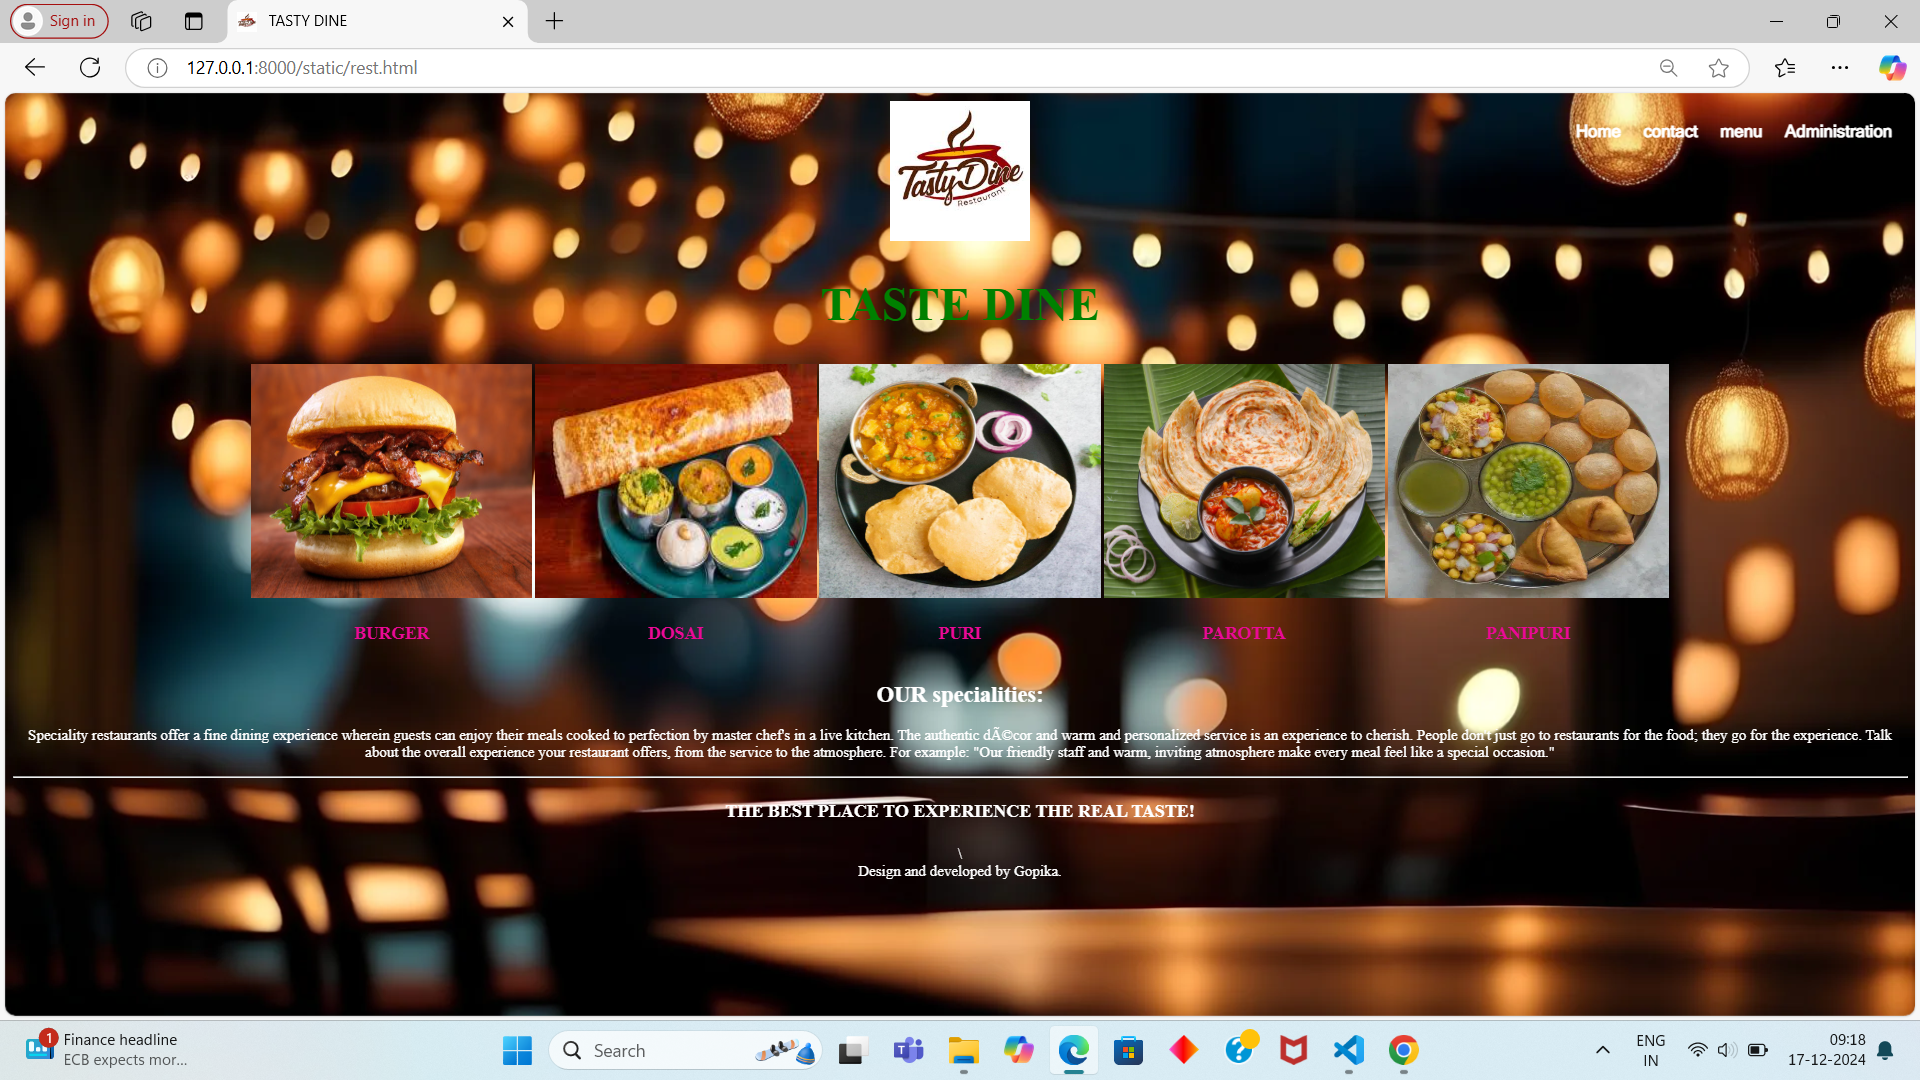 Sign in
TASTY DINE
127.0.0.1:8000/static/rest.html
Home contact menu Administration
Tasty Dine
Restaurant
TASTE DINE
BURGER DOSAI PURI PAROTTA PANIPURI
OUR specialities:
Speciality restaurants offer a fine dining experience wherein guests can enjoy their meals cooked to perfection by master chef's in a live kitchen. The authentic dÃ©cor and warm and personalized service is an experience to cherish. People don't just go to restaurants for the food; they go for the experience. Talk
about the overall experience your restaurant offers, from the service to the atmosphere. For example: "Our friendly staff and warm, inviting atmosphere make every meal feel like a special occasion."
THE BEST PLACE TO EXPERIENCE THE REAL TASTE!
\
Design and developed by Gopika.
1
Finance headline
ECB expects mor...
Search
ENG
IN
09:18
17-12-2024